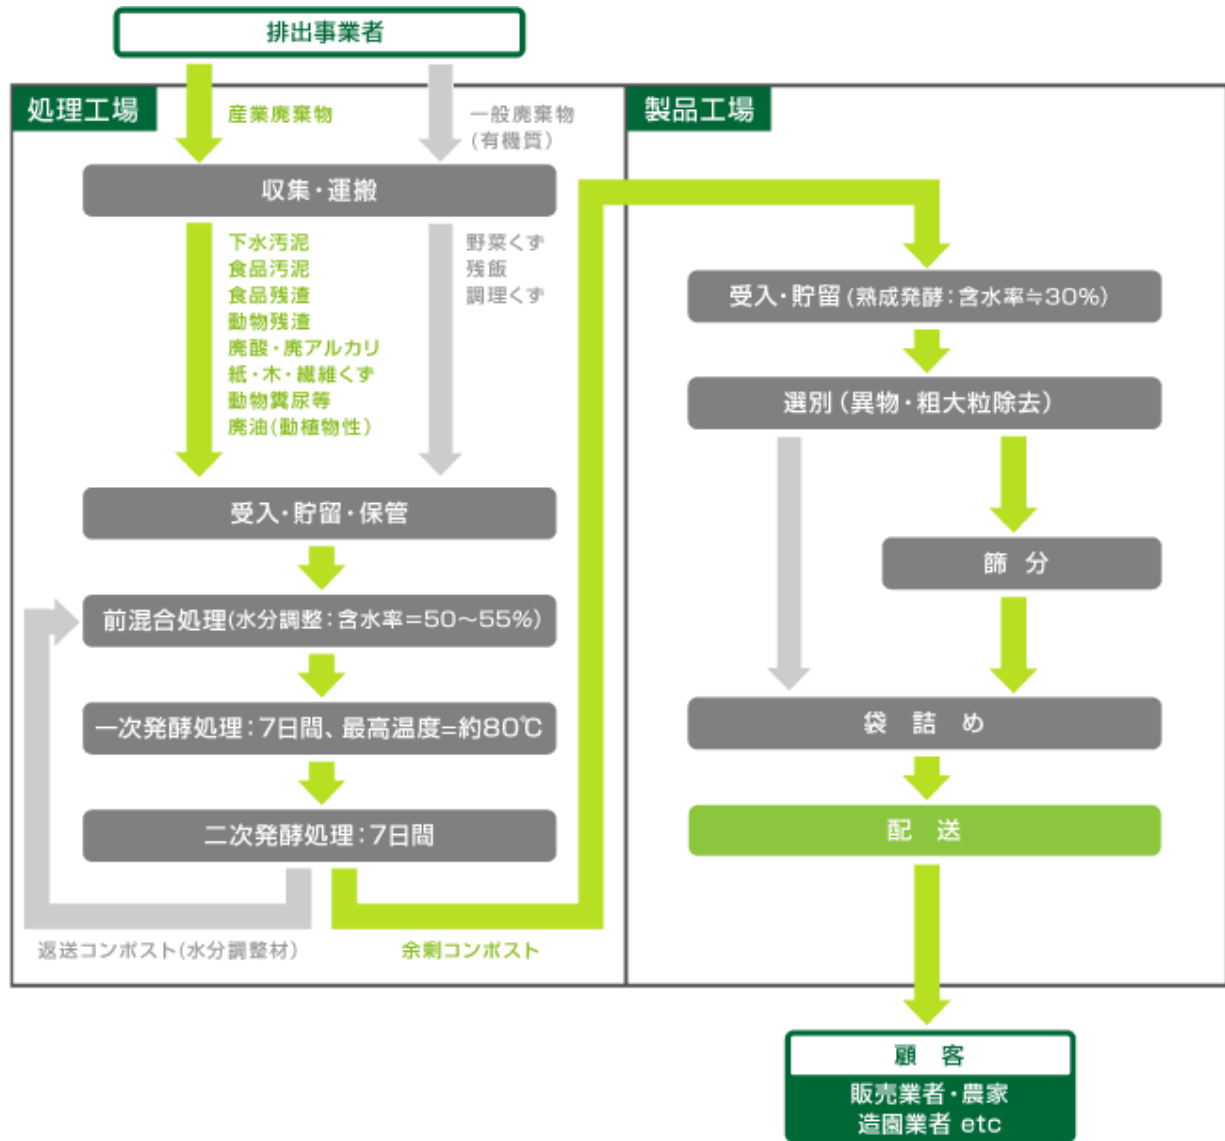 排出事業者
処理工場
産業廃棄物
一般廃棄物
(有機質)
収集・運搬
下水汚泥
食品汚泥
食品残渣
動物残渣
廃酸・廃アルカリ
紙・木・繊維くず
動物糞尿等
廃油(動植物性)
野菜くず
残飯
調理くず
受入・貯留・保管
前混合処理(水分調整:含水率=50～55%)
一次発酵処理:7日間、最高温度=約80℃
二次発酵処理:7日間
返送コンポスト(水分調整材)
余剰コンポスト
製品工場
受入・貯留(熟成発酵:含水率≒30%)
選別(異物・粗大粒除去)
篩 分
袋 詰 め
配 送
顧 客
販売業者・農家
造園業者 etc